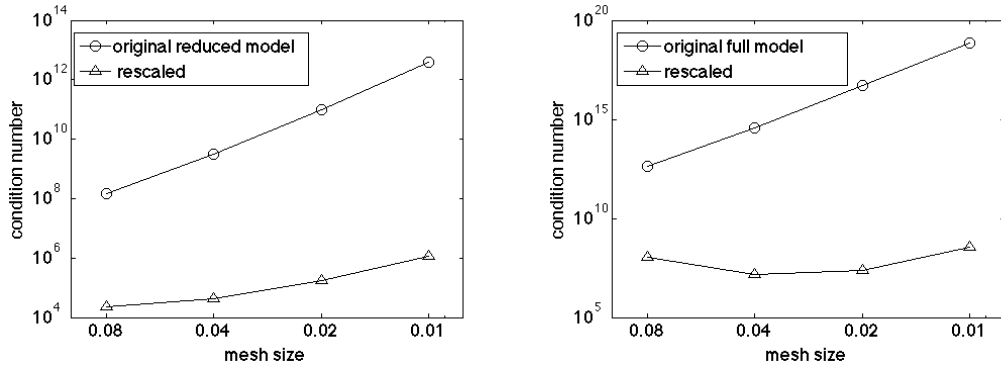 10^14
10^12
10^10
10^8
10^6
10^4
condition number
original reduced model
rescaled
0.08 0.04 0.02 0.01
mesh size
10^20
10^15
10^10
10^5
condition number
original full model
rescaled
0.08 0.04 0.02 0.01
mesh size